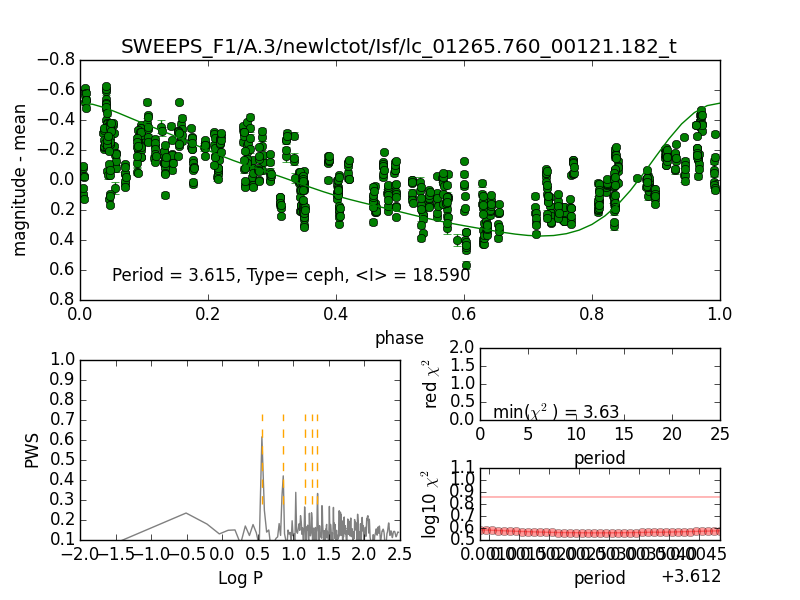 SWEEPS_F1/A.3/newlctot/Isf/lc_01265.760_00121.182_t
magnitude - mean
−0.8
−0.6
−0.4
−0.2
0.0
0.2
0.4
0.6
0.8
Period = 3.615, Type= ceph, <I> = 18.590
0.0 0.2 0.4 0.6 0.8 1.0
phase
PWS
1.0
0.9
0.8
0.7
0.6
0.5
0.4
0.3
0.2
0.1
−2.0 −1.5 −1.0 −0.5 0.0 0.5 1.0 1.5 2.0 2.5
Log P
red χ²
2.0
1.5
1.0
0.5
0.0
min(χ² ) = 3.63
0 5 10 15 20 25
period
log10 χ²
1.1
1.0
0.9
0.8
0.7
0.6
0.5
period
+3.612